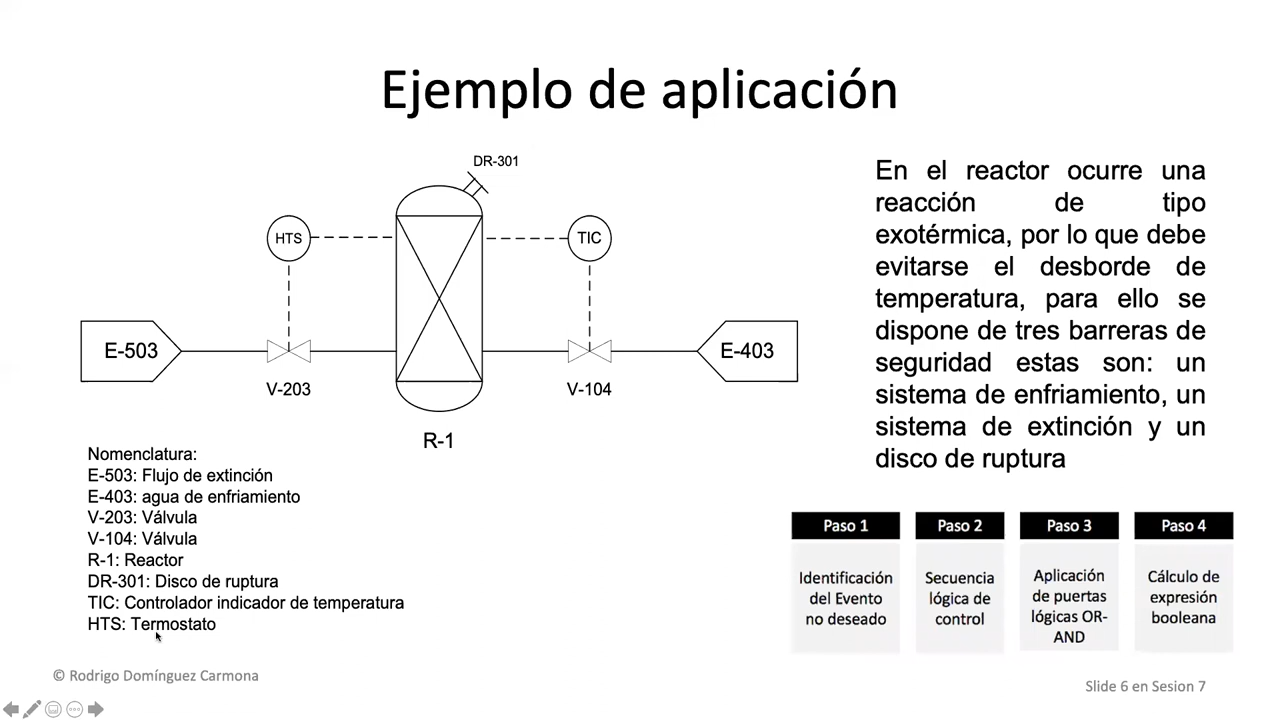 Ejemplo de aplicación
DR-301
HTS
TIC
E-503
E-403
V-203
V-104
R-1
Nomenclatura:
E-503: Flujo de extinción
E-403: agua de enfriamiento
V-203: Válvula
V-104: Válvula
R-1: Reactor
DR-301: Disco de ruptura
TIC: Controlador indicador de temperatura
HTS: Termostato
En el reactor ocurre una
reacción de tipo
exotérmica, por lo que debe
evitarse el desborde de
temperatura, para ello se
dispone de tres barreras de
seguridad estas son: un
sistema de enfriamiento, un
sistema de extinción y un
disco de ruptura
Paso 1
Identificación
del Evento
no deseado
Paso 2
Secuencia
lógica de
control
Paso 3
Aplicación
de puertas
lógicas OR-
AND
Paso 4
Cálculo de
expresión
booleana
© Rodrigo Domínguez Carmona
Slide 6 en Sesion 7